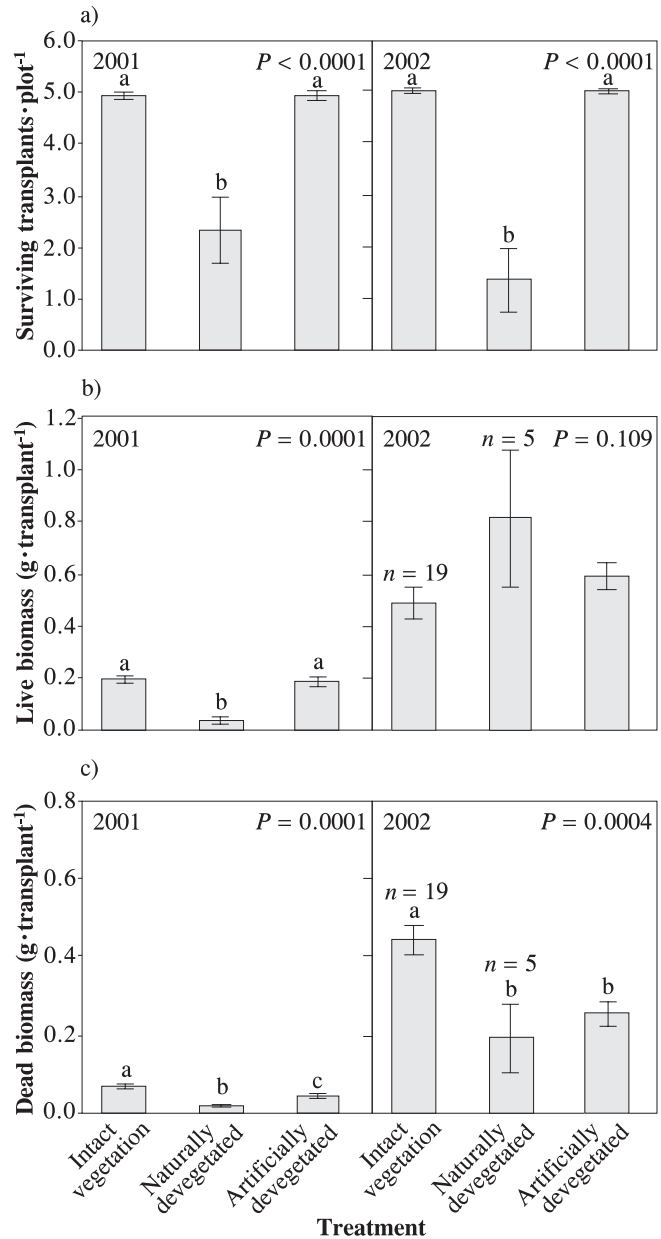 a)
Surviving transplants·plot⁻¹
6.0
5.0
4.0
3.0
2.0
1.0
0.0
2001
P < 0.0001
a
b
a
2002
P < 0.0001
a
b
a
b)
Live biomass (g·transplant⁻¹)
1.2
1.0
0.8
0.6
0.4
0.2
0.0
2001
P = 0.0001
a
b
a
2002
n = 5
P = 0.109
n = 19
c)
Dead biomass (g·transplant⁻¹)
0.8
0.6
0.4
0.2
0.0
2001
P = 0.0001
a
b
c
2002
P = 0.0004
n = 19
a
n = 5
b
b
Intact
vegetation
Naturally
devegetated
Artificially
devegetated
Intact
vegetation
Naturally
devegetated
Artificially
devegetated
Treatment